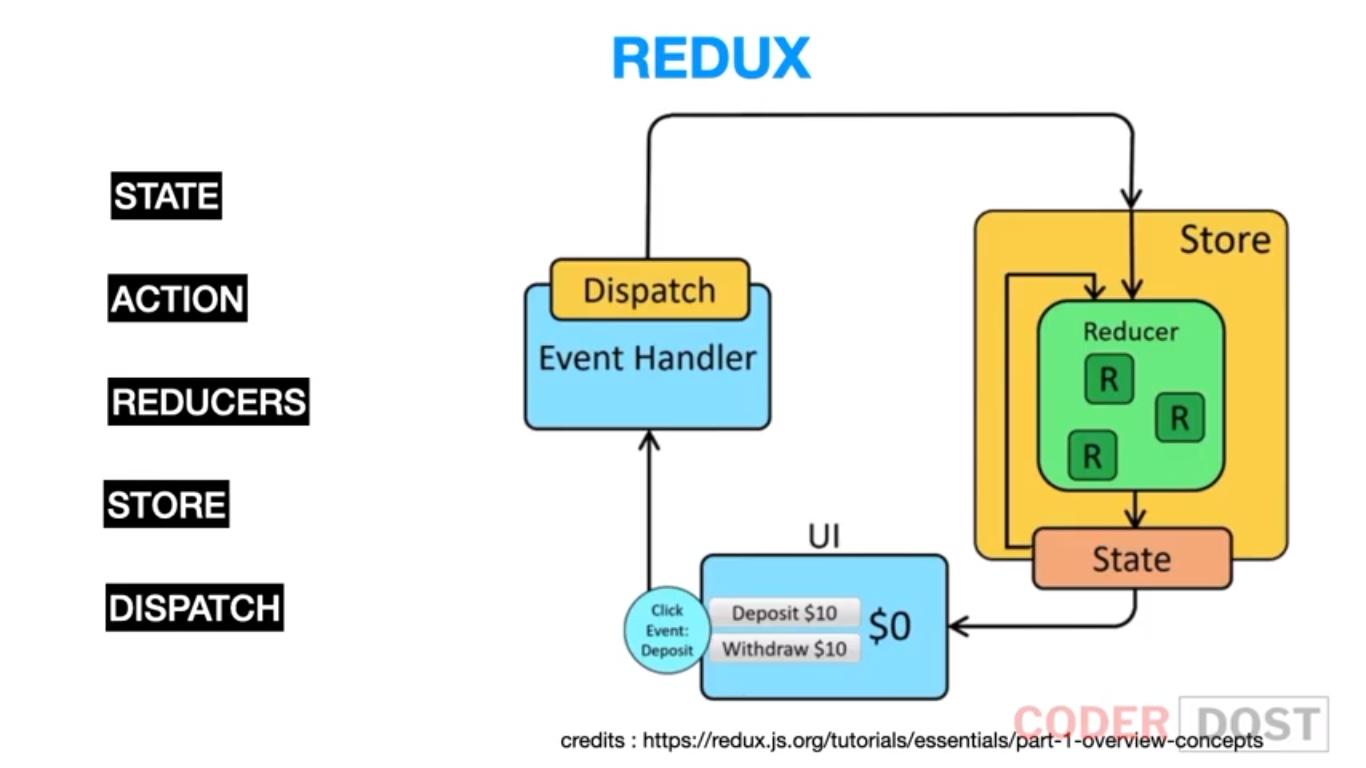 REDUX
STATE
ACTION
REDUCERS
STORE
DISPATCH
Dispatch
Event Handler
Store
Reducer
R
R
R
State
UI
Click
Event:
Deposit
Deposit $10
Withdraw $10
$0
CODER DOST
credits : https://redux.js.org/tutorials/essentials/part-1-overview-concepts